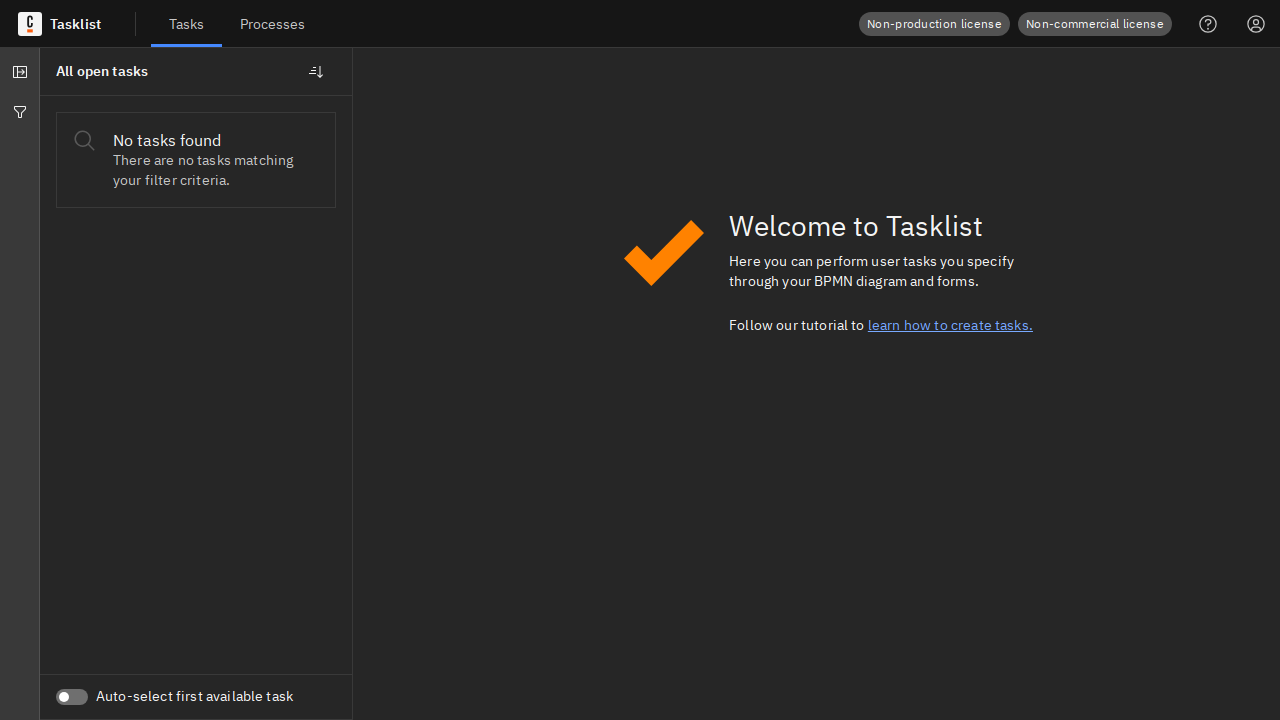 Tasklist
Tasks
Processes
Non-production license
Non-commercial license
All open tasks
No tasks found
There are no tasks matching
your filter criteria.
Welcome to Tasklist
Here you can perform user tasks you specify
through your BPMN diagram and forms.
Follow our tutorial to learn how to create tasks.
Auto-select first available task